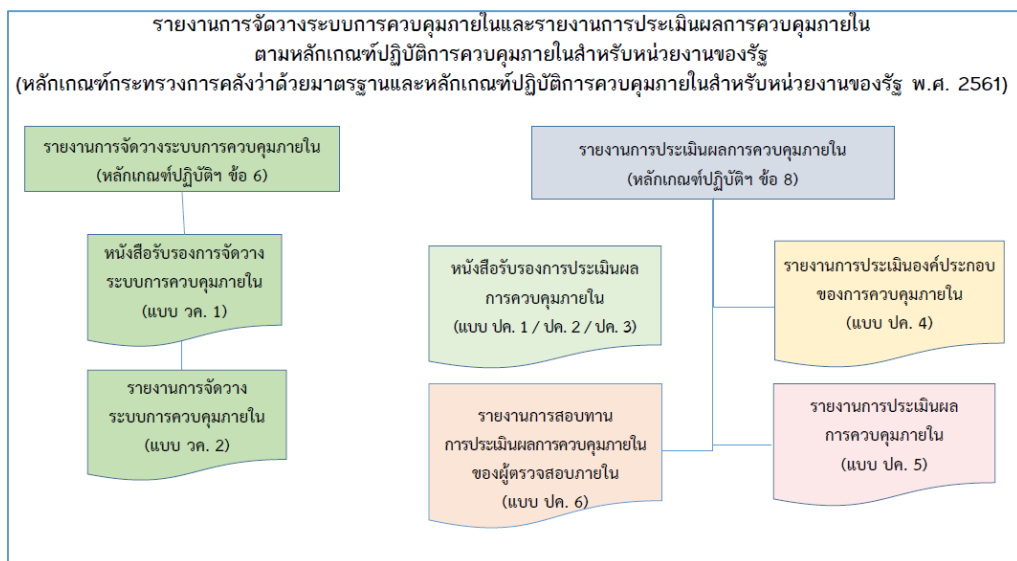 รายงานการจัดวางระบบการควบคุมภายในและรายงานการประเมินผลการควบคุมภายใน
ตามหลักเกณฑ์ปฏิบัติการควบคุมภายในสำหรับหน่วยงานของรัฐ
(หลักเกณฑ์กระทรวงการคลังว่าด้วยมาตรฐานและหลักเกณฑ์ปฏิบัติการควบคุมภายในสำหรับหน่วยงานของรัฐ พ.ศ. 2561)
รายงานการจัดวางระบบการควบคุมภายใน
(หลักเกณฑ์ปฏิบัติฯ ข้อ 6)
หนังสือรับรองการจัดวาง
ระบบการควบคุมภายใน
(แบบ วค. 1)
รายงานการจัดวาง
ระบบการควบคุมภายใน
(แบบ วค. 2)
รายงานการประเมินผลการควบคุมภายใน
(หลักเกณฑ์ปฏิบัติฯ ข้อ 8)
หนังสือรับรองการประเมินผล
การควบคุมภายใน
(แบบ ปค. 1 / ปค. 2 / ปค. 3)
รายงานการประเมินองค์ประกอบ
ของการควบคุมภายใน
(แบบ ปค. 4)
รายงานการสอบทาน
การประเมินผลการควบคุมภายใน
ของผู้ตรวจสอบภายใน
(แบบ ปค. 6)
รายงานการประเมินผล
การควบคุมภายใน
(แบบ ปค. 5)